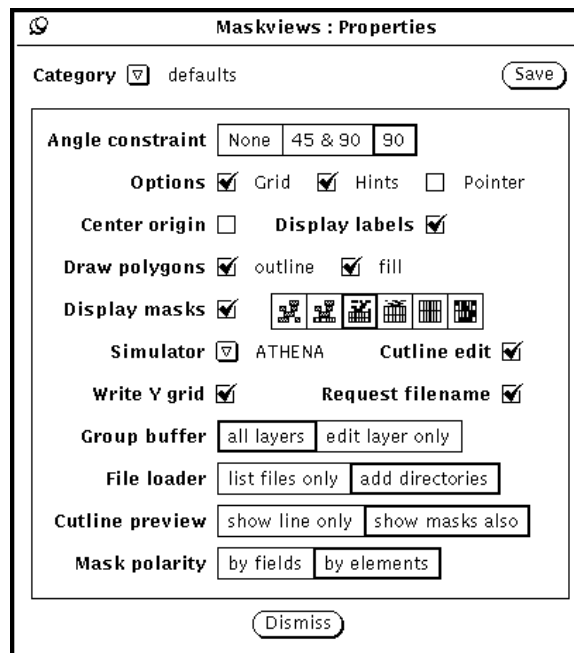 Maskviews : Properties
Category defaults Save
Angle constraint None 45 & 90 90
Options Grid Hints Pointer
Center origin Display labels
Draw polygons outline fill
Display masks
Simulator ATHENA Cutline edit
Write Y grid Request filename
Group buffer all layers edit layer only
File loader list files only add directories
Cutline preview show line only show masks also
Mask polarity by fields by elements
Dismiss